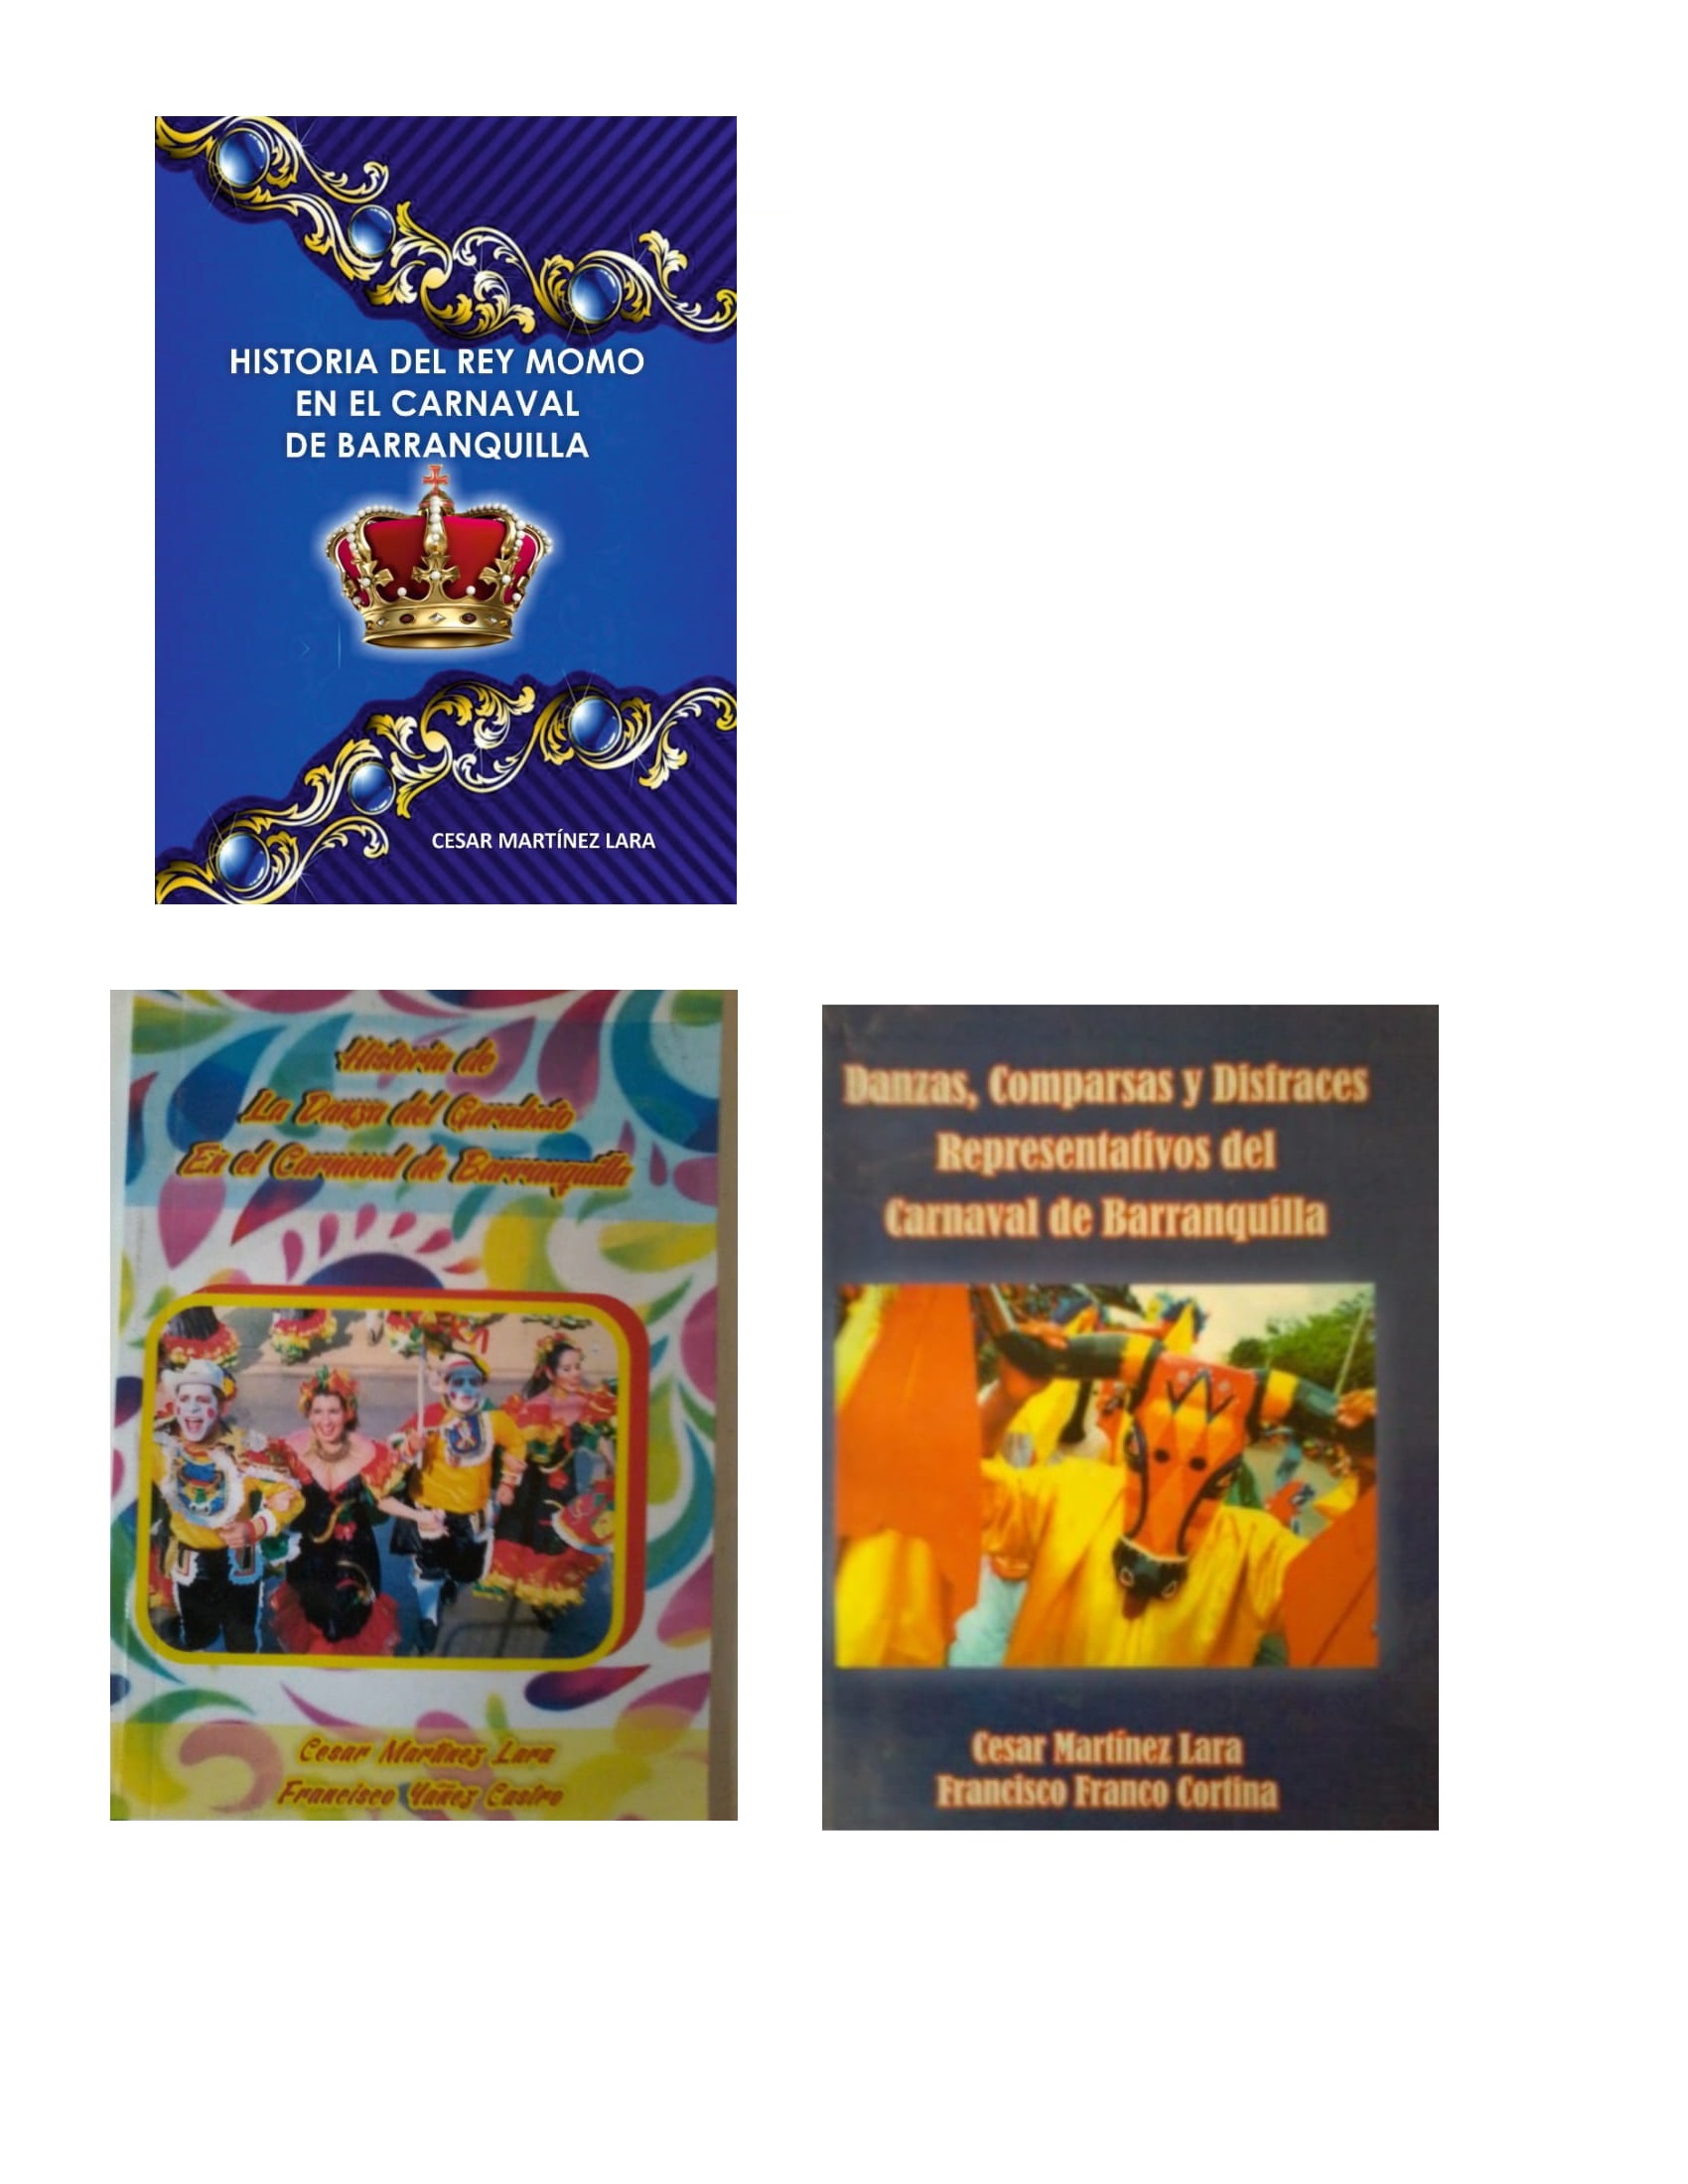 HISTORIA DEL REY MOMO
EN EL CARNAVAL
DE BARRANQUILLA
CESAR MARTÍNEZ LARA
Historia de
La Danza del Garabato
En el Carnaval de Barranquilla
Cesar Martínez Lara
Francisco Yañez Castro
Danzas, Comparsas y Disfraces
Representativos del
Carnaval de Barranquilla
Cesar Martínez Lara
Francisco Franco Cortina